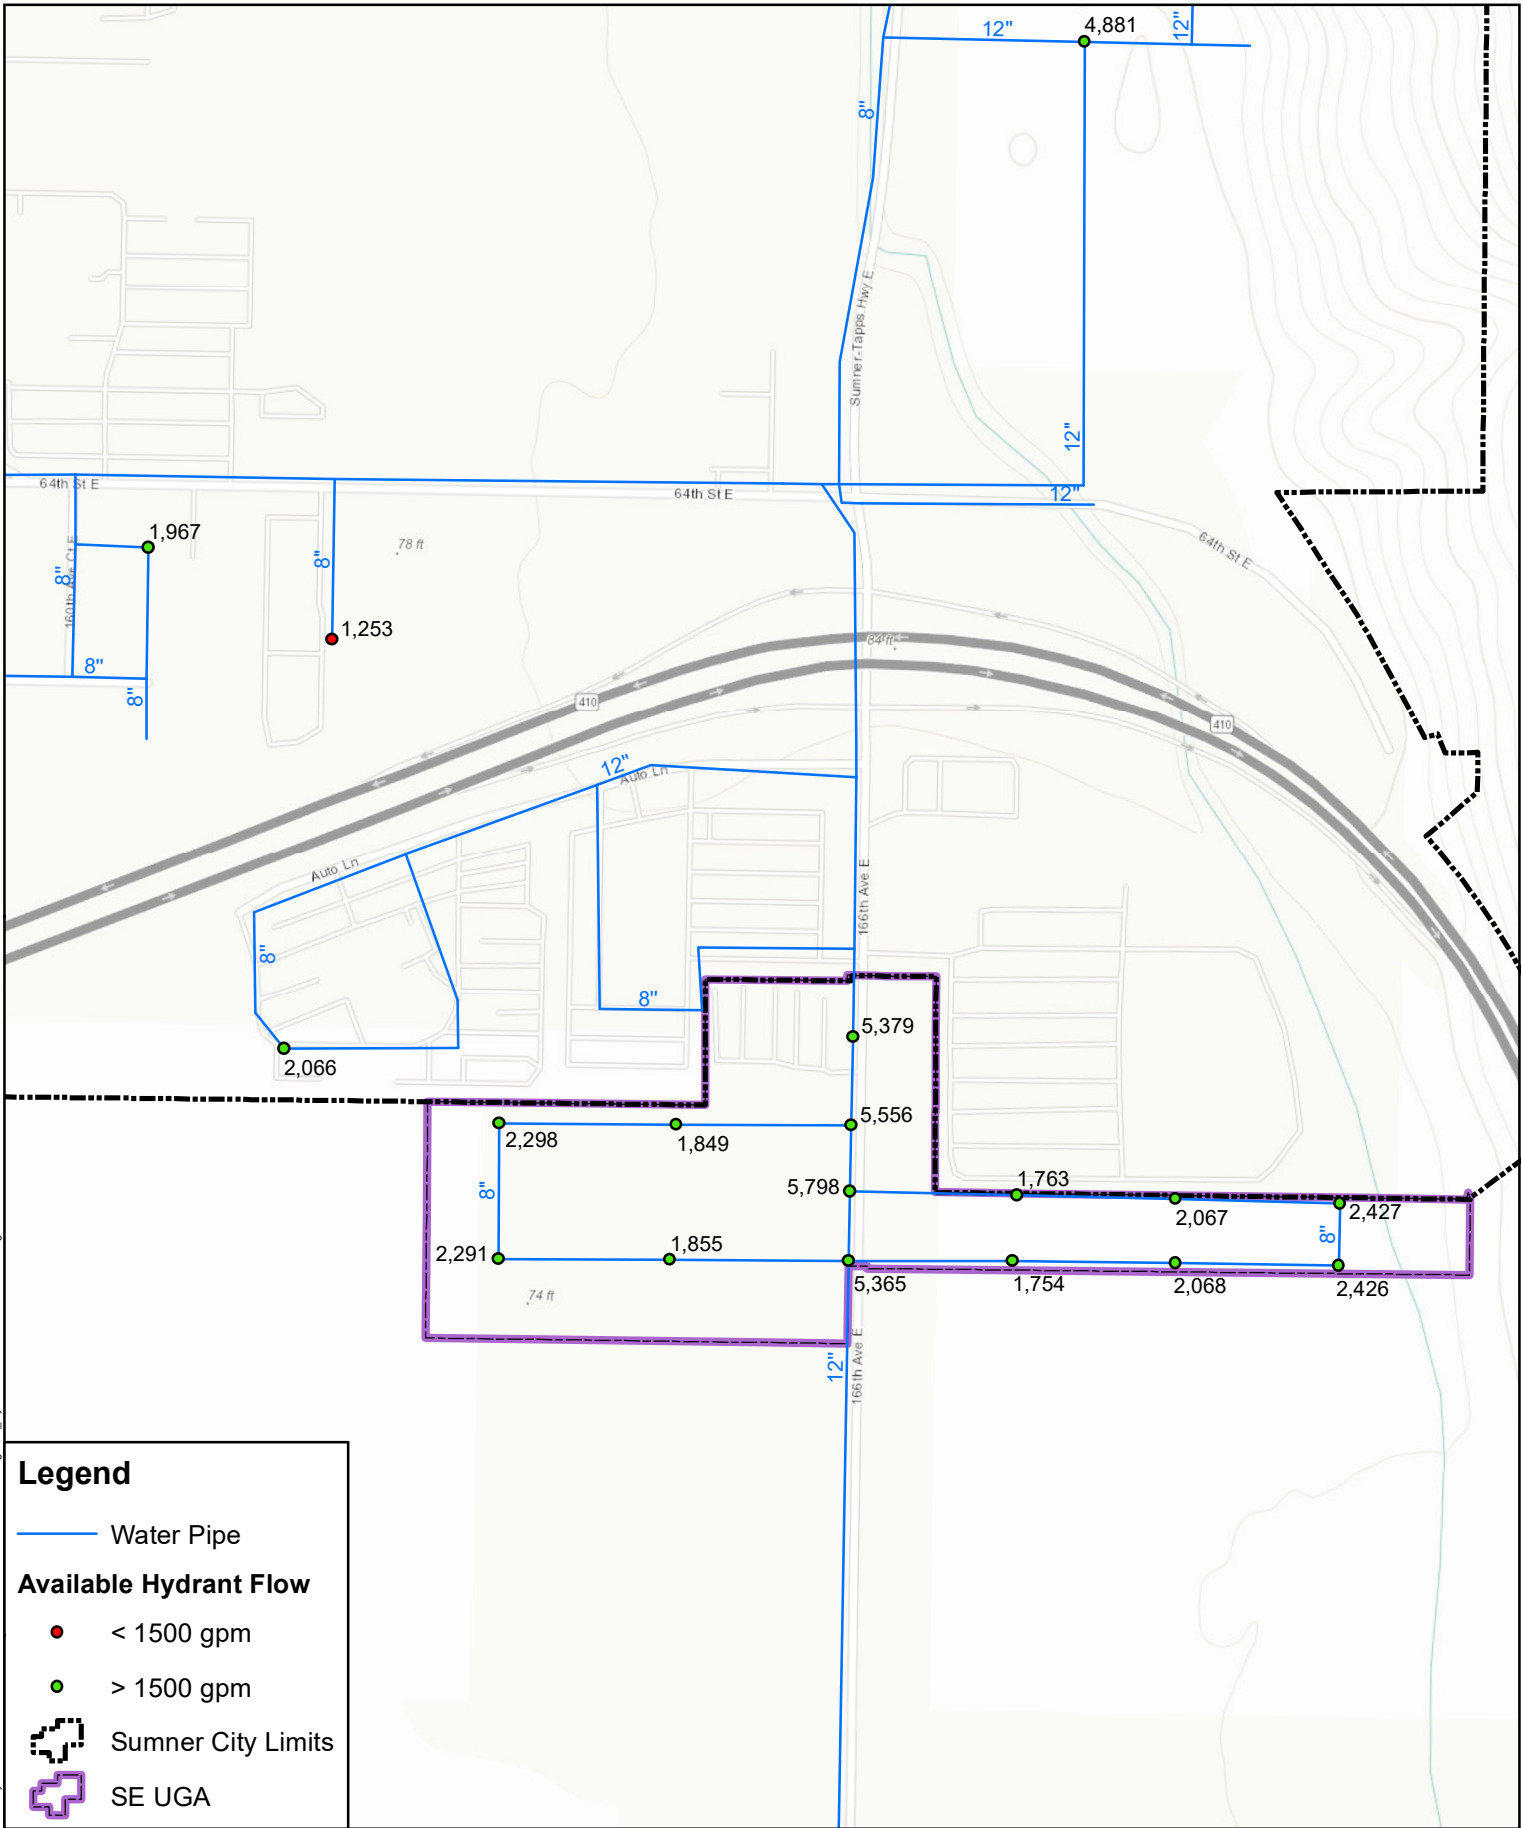 12"
4,881
12"
8"
Sumner-Tapps Hwy E
12"
64th St E
64th St E
12"
64th St E
1,967
8"
160th Ave Ct E
8"
78 ft
1,253
84 ft
8"
8"
410
410
12"
Auto Ln
Auto Ln
166th Ave E
8"
8"
5,379
2,066
5,556
2,298
1,849
8"
5,798
1,763
2,067
2,427
8"
2,291
1,855
5,365
1,754
2,068
2,426
74 ft
12"
166th Ave E
Legend
Water Pipe
Available Hydrant Flow
< 1500 gpm
> 1500 gpm
Sumner City Limits
SE UGA